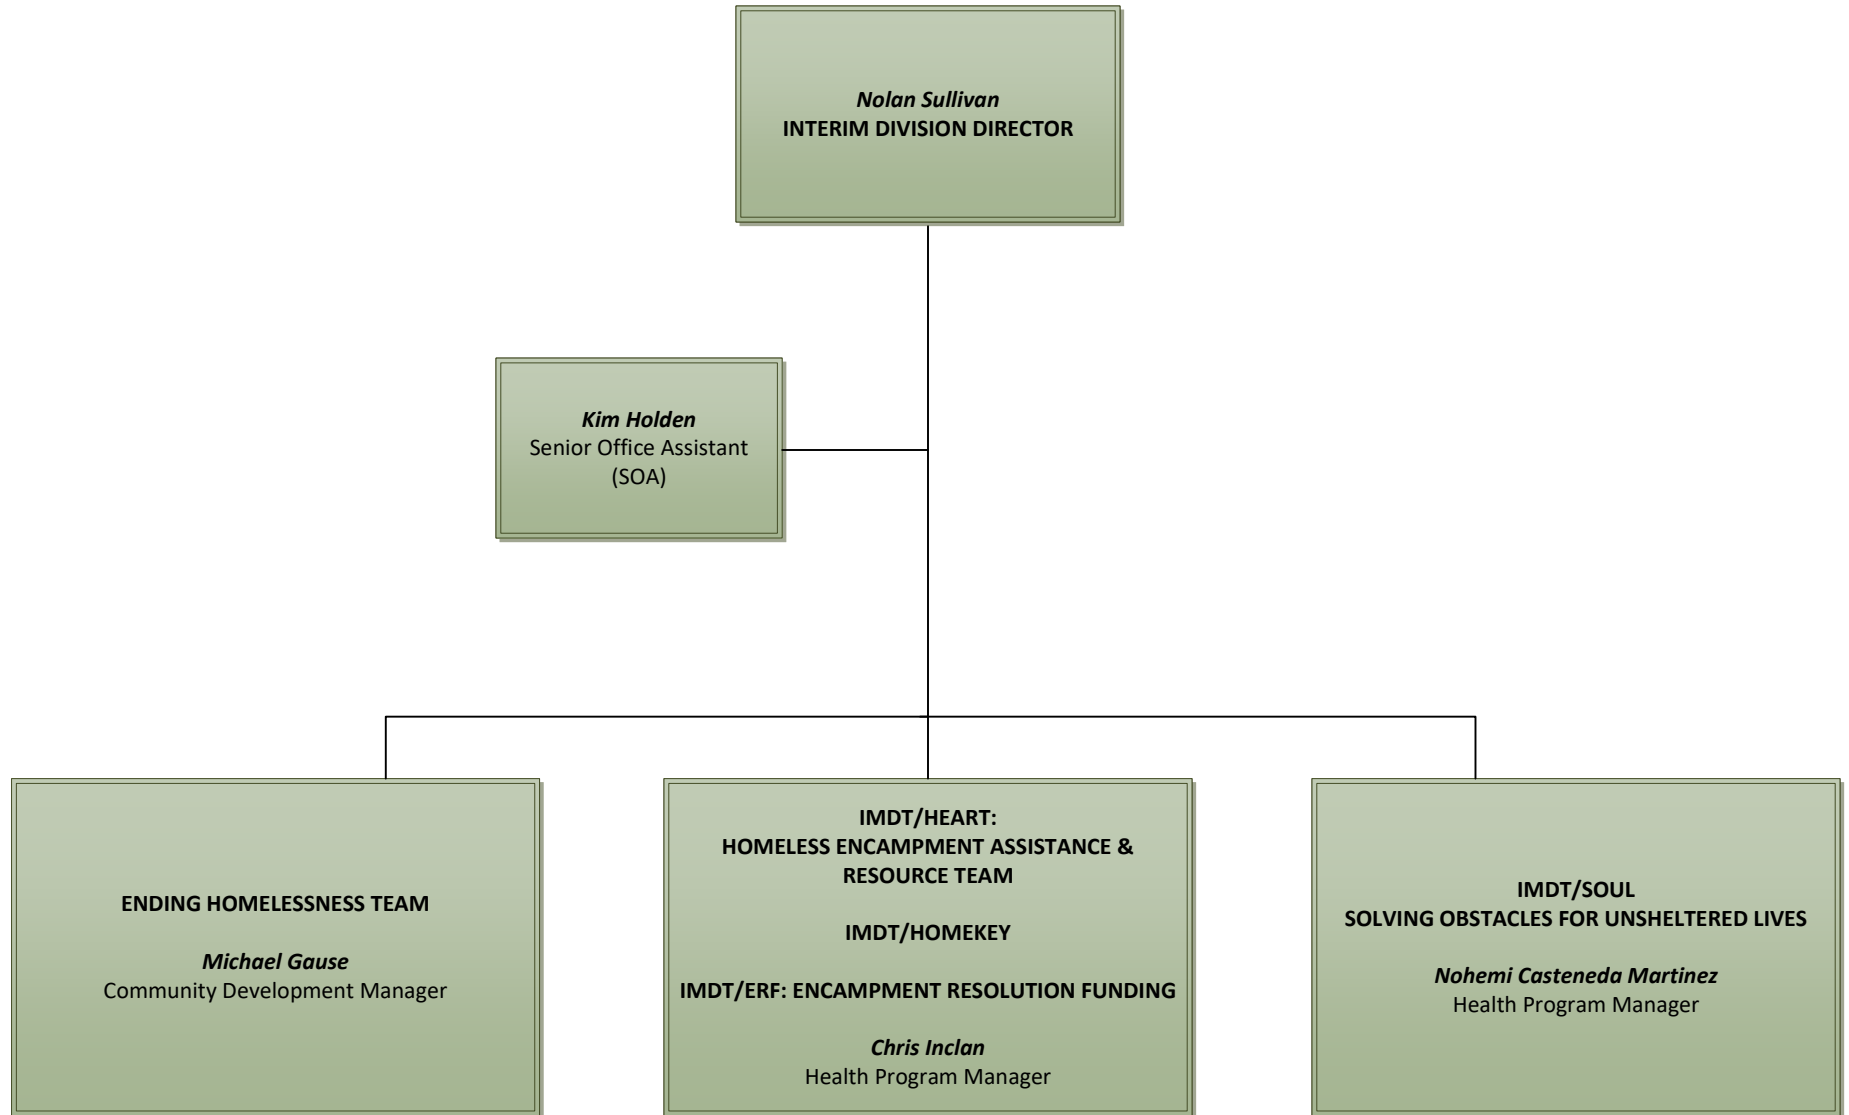 Nolan Sullivan
INTERIM DIVISION DIRECTOR
Kim Holden
Senior Office Assistant
(SOA)
ENDING HOMELESSNESS TEAM
Michael Gause
Community Development Manager
IMDT/HEART:
HOMELESS ENCAMPMENT ASSISTANCE &
RESOURCE TEAM
IMDT/HOMEKEY
IMDT/ERF: ENCAMPMENT RESOLUTION FUNDING
Chris Inclan
Health Program Manager
IMDT/SOUL
SOLVING OBSTACLES FOR UNSHELTERED LIVES
Nohemi Casteneda Martinez
Health Program Manager